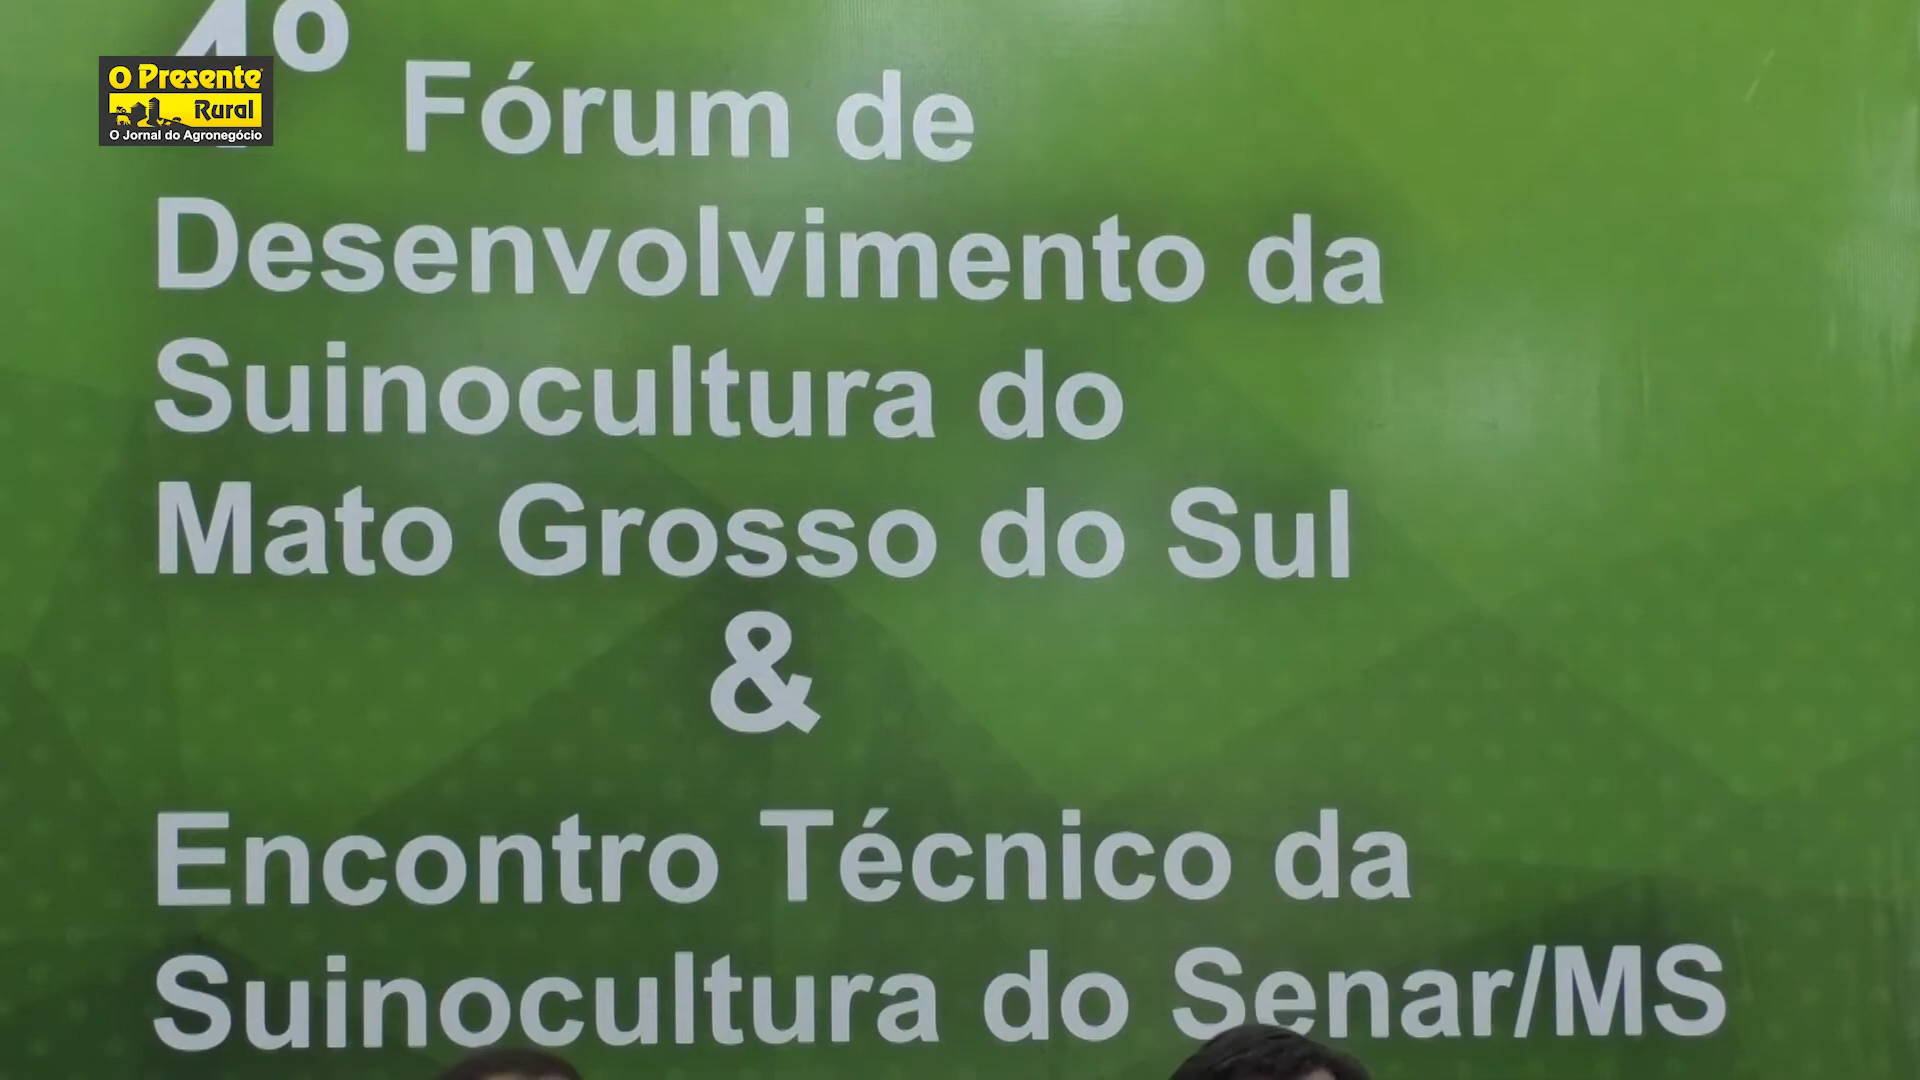 4º Fórum de
Desenvolvimento da
Suinocultura do
Mato Grosso do Sul
&
Encontro Técnico da
Suinocultura do Senar/MS
O Presente
Rural
O Jornal do Agronegócio